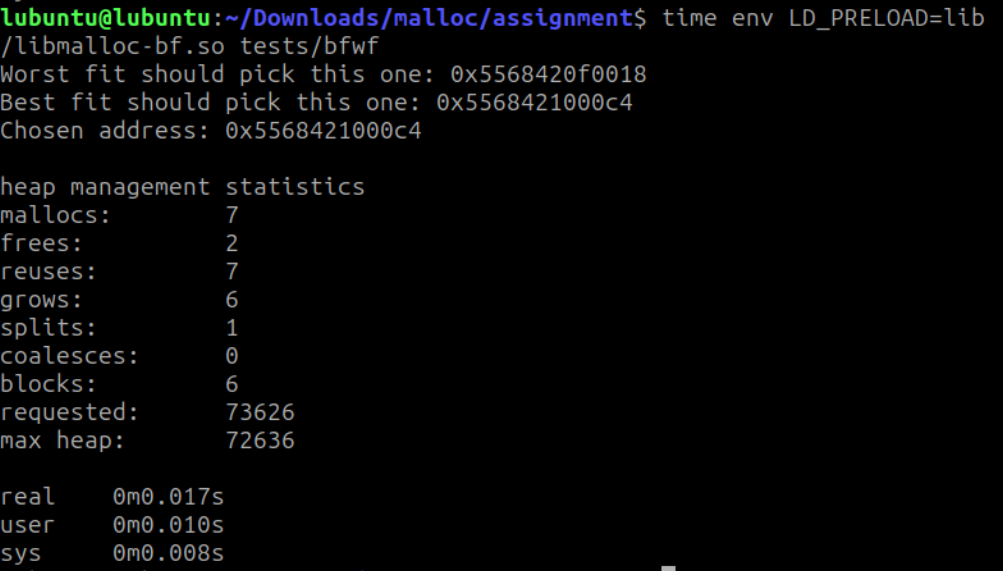 lubuntu@lubuntu:~/Downloads/malloc/assignment$ time env LD_PRELOAD=lib
/libmalloc-bf.so tests/bfwf
Worst fit should pick this one: 0x5568420f0018
Best fit should pick this one: 0x5568421000c4
Chosen address: 0x5568421000c4

heap management statistics
mallocs:        7
frees:          2
reuses:         7
grows:          6
splits:         1
coalesces:      0
blocks:         6
requested:      73626
max heap:       72636

real    0m0.017s
user    0m0.010s
sys     0m0.008s